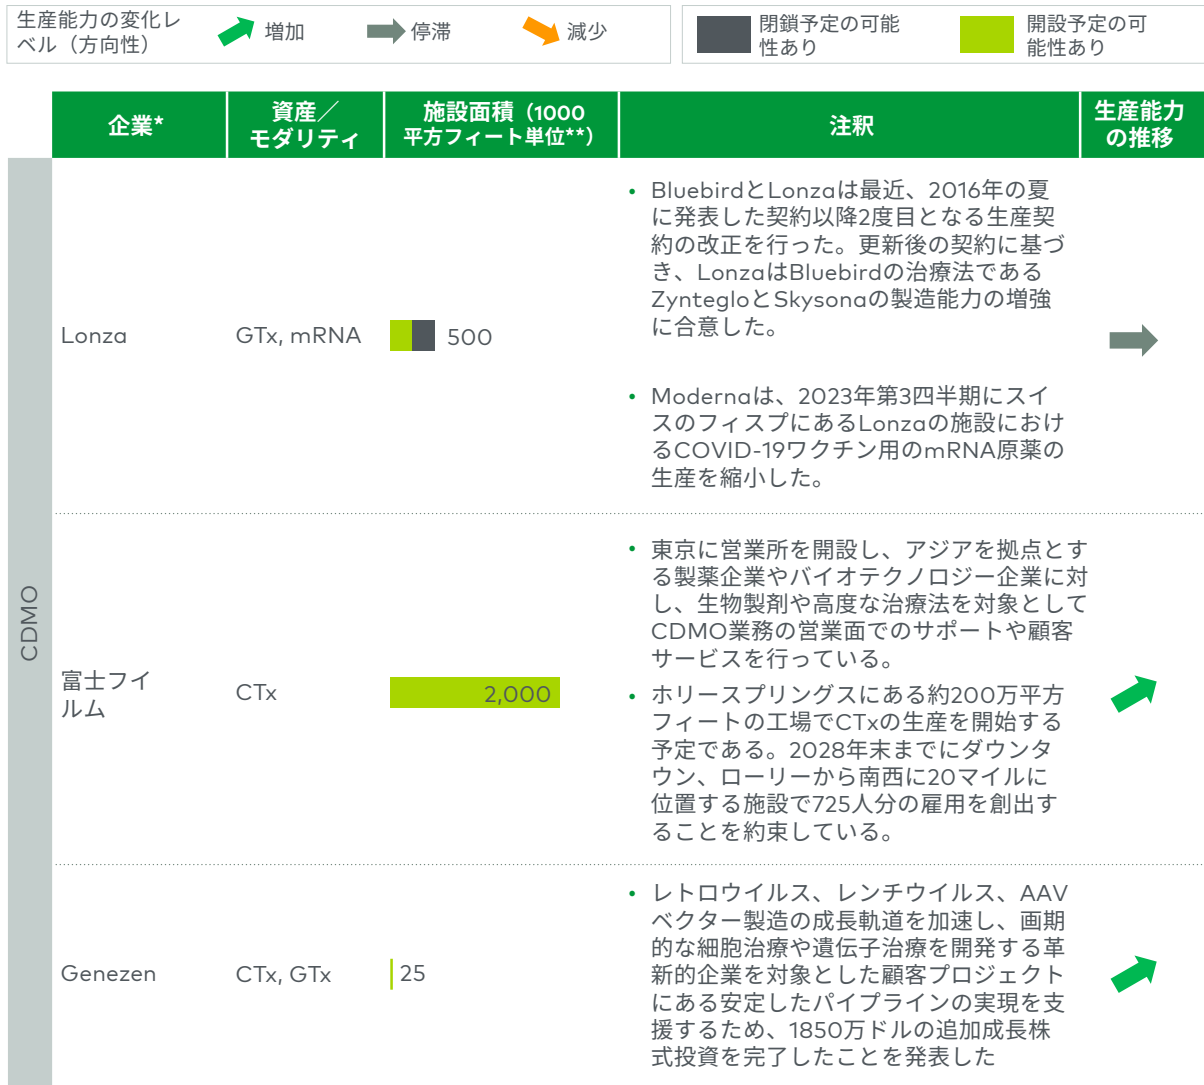 生産能力の変化レ
ベル（方向性）
増加
停滞
減少
閉鎖予定の可能
性あり
開設予定の可
能性あり
企業*
資産／
モダリティ
施設面積（1000
平方フィート単位**）
注釈
生産能力
の推移
CDMO
Lonza
GTx, mRNA
500
• BluebirdとLonzaは最近、2016年の夏
に発表した契約以降2度目となる生産契
約の改正を行った。更新後の契約に基づ
き、LonzaはBluebirdの治療法である
ZyntegloとSkysonaの製造能力の増強
に合意した。
• Modernaは、2023年第3四半期にスイ
スのフィスプにあるLonzaの施設におけ
るCOVID-19ワクチン用のmRNA原薬の
生産を縮小した。
富士フイ
ルム
CTx
2,000
• 東京に営業所を開設し、アジアを拠点とす
る製薬企業やバイオテクノロジー企業に対
し、生物製剤や高度な治療法を対象として
CDMO業務の営業面でのサポートや顧客
サービスを行っている。
• ホリースプリングスにある約200万平方
フィートの工場でCTxの生産を開始する
予定である。2028年末までにダウンタ
ウン、ローリーから南西に20マイルに
位置する施設で725人分の雇用を創出す
ることを約束している。
Genezen
CTx, GTx
25
• レトロウイルス、レンチウイルス、AAV
ベクター製造の成長軌道を加速し、画期
的な細胞治療や遺伝子治療を開発する革
新的企業を対象とした顧客プロジェクト
にある安定したパイプラインの実現を支
援するため、1850万ドルの追加成長株
式投資を完了したことを発表した